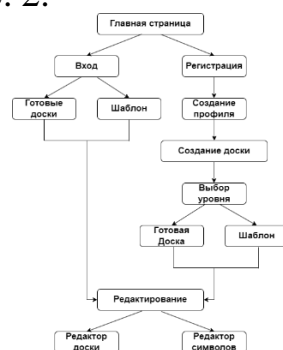 . 2.
Главная страница
Вход
Регистрация
Готовые
доски
Шаблон
Создание
профиля
Создание доски
Выбор
уровня
Готовая
Доска
Шаблон
Редактирование
Редактор
доски
Редактор
символов